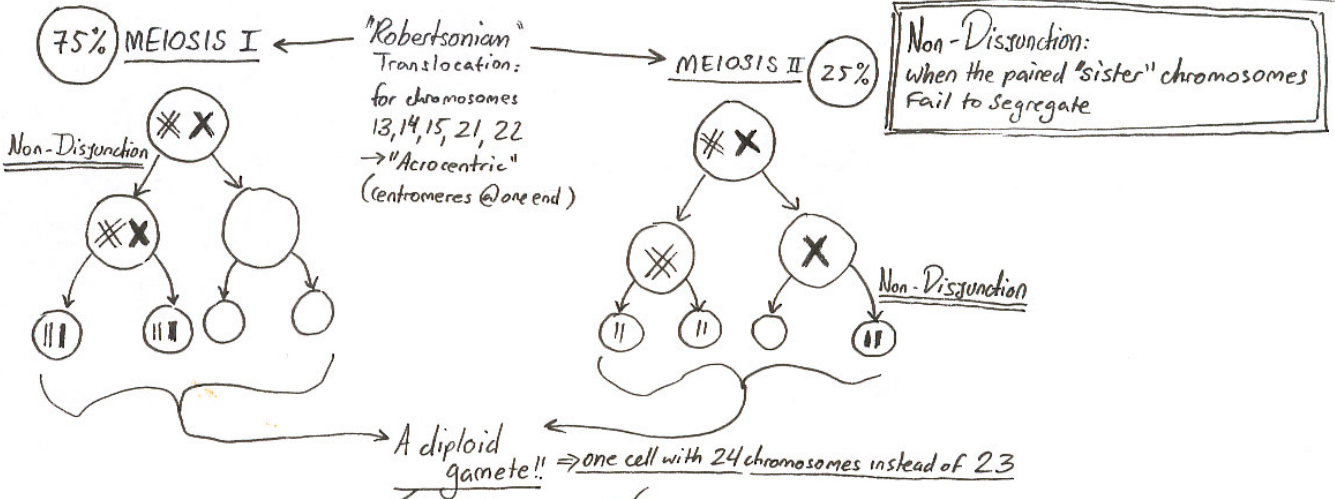 75% MEIOSIS I
"Robertsonian"
Translocation:
for chromosomes
13, 14, 15, 21, 22
→ "Acrocentric"
(centromeres @ one end)
MEIOSIS II 25%
Non-Disjunction:
when the paired "sister" chromosomes
Fail to segregate
Non-Disjunction
Non-Disjunction
A diploid
gamete!! ⇒ one cell with 24 chromosomes instead of 23